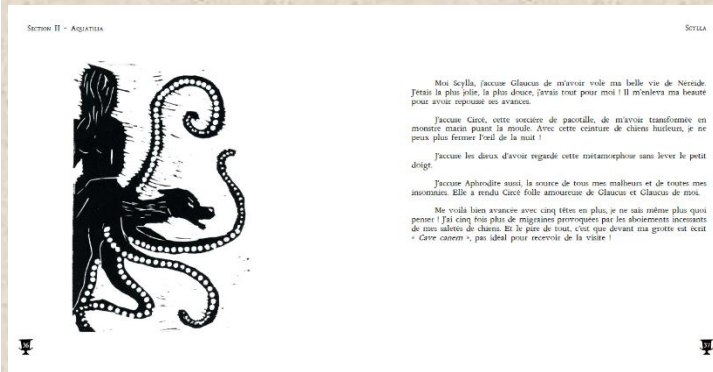 Section II - Aquatilia
Scylla
Moi Scylla, j'accuse Glaucus de m'avoir volé ma belle vie de Néréide.
J'étais la plus jolie, la plus douce, j'avais tout pour moi ! Il m'enleva ma beauté
pour avoir repoussé ses avances.
J'accuse Circé, cette sorcière de pacotille, de m'avoir transformée en
monstre marin puant la moule. Avec cette ceinture de chiens hurleurs, je ne
peux plus fermer l'œil de la nuit !
J'accuse les dieux d'avoir regardé cette métamorphose sans lever le petit
doigt.
J'accuse Aphrodite aussi, la source de tous mes malheurs et de toutes mes
insomnies. Elle a rendu Circé folle amoureuse de Glaucus et Glaucus de moi.
Me voilà bien avancée avec cinq têtes en plus, je ne sais même plus quoi
penser ! J'ai cinq fois plus de migraines provoquées par les aboiements incessants
de mes saletés de chiens. Et le pire de tout, c'est que devant ma grotte est écrit
« Cave canem », pas idéal pour recevoir de la visite !
36
37